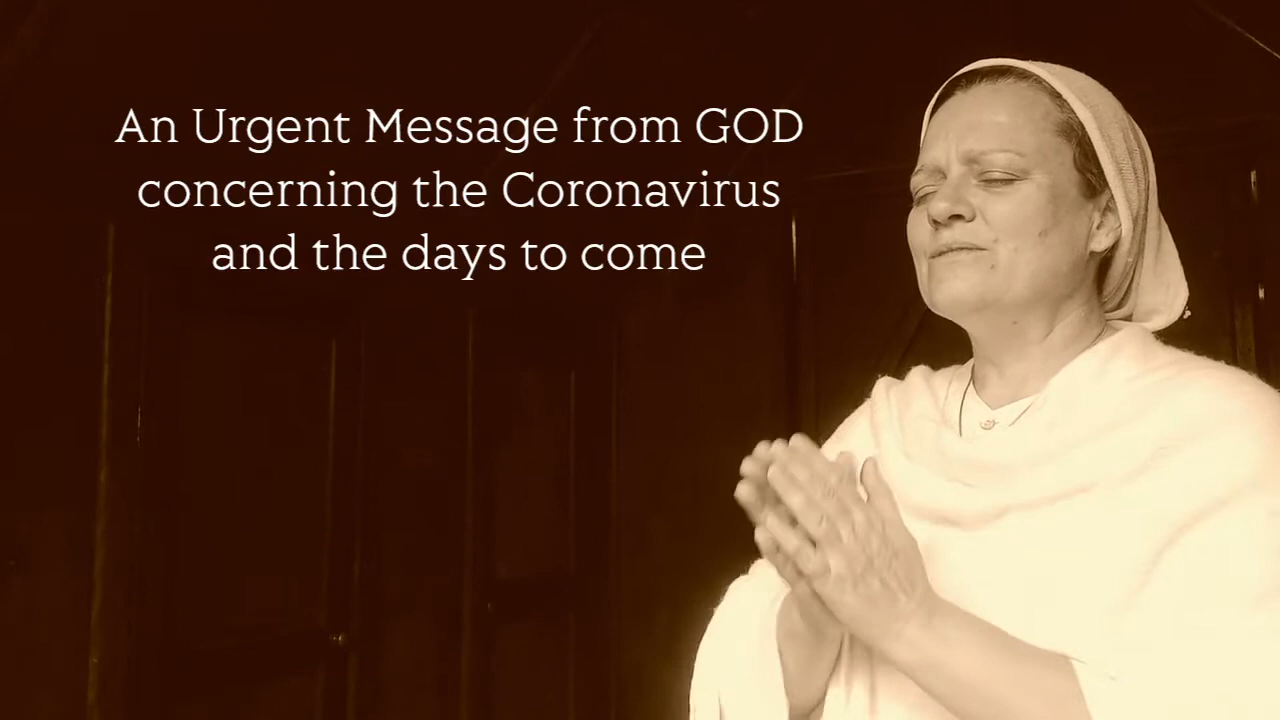 An Urgent Message from GOD
concerning the Coronavirus
and the days to come